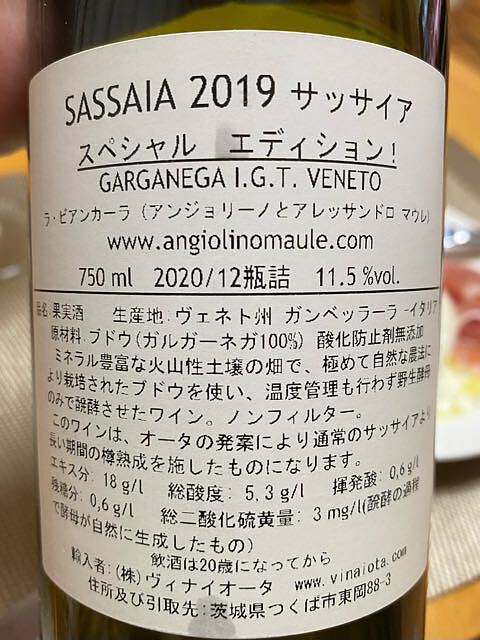 SASSAIA 2019 サッサイア
スペシャル エディション!
GARGANEGA I.G.T. VENETO
ラ・ビアンカーラ（アンジョリーノとアレッサンドロ マウレ）
www.angiolinomaule.com
750 ml 2020/12瓶詰 11.5 %vol.
品名:果実酒 生産地:ヴェネト州 ガンベッラーラ -イタリア
原材料:ブドウ(ガルガーネガ100%) 酸化防止剤無添加
ミネラル豊富な火山性土壌の畑で、極めて自然な農法に
より栽培されたブドウを使い、温度管理も行わず野生酵母
のみで醗酵させたワイン。ノンフィルター。
このワインは、オータの発案により通常のサッサイアより
長い期間の樽熟成を施したものになります。
エキス分: 18 g/l 総酸度: 5,3 g/l 揮発酸: 0,6 g/l
残糖分: 0,6 g/l 総二酸化硫黄量: 3 mg/l(醗酵の過程
で酵母が自然に生成したもの)
飲酒は20歳になってから
輸入者:(株)ヴィナイオータ www.vinaiota.com
住所及び引取先:茨城県つくば市東岡88-3